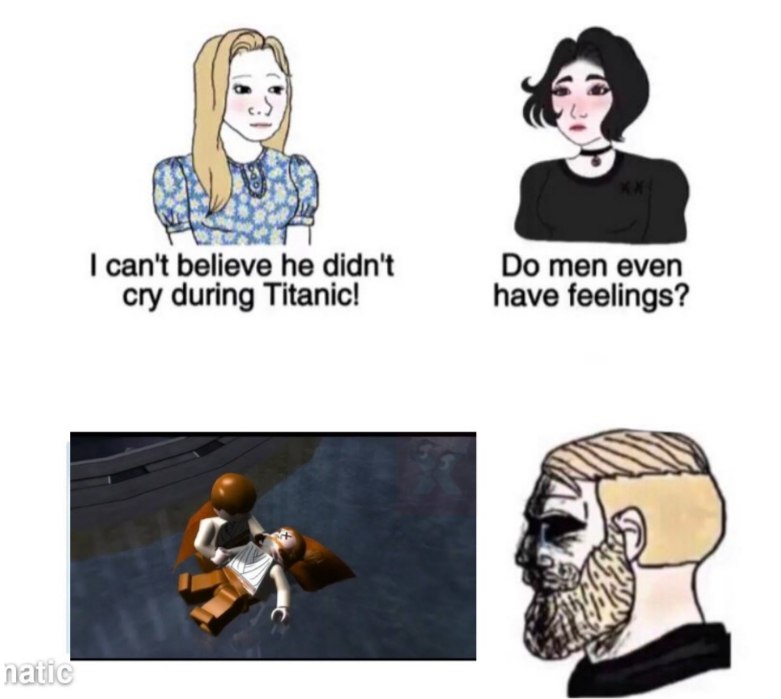 I can't believe he didn't
cry during Titanic!
Do men even
have feelings?
natic